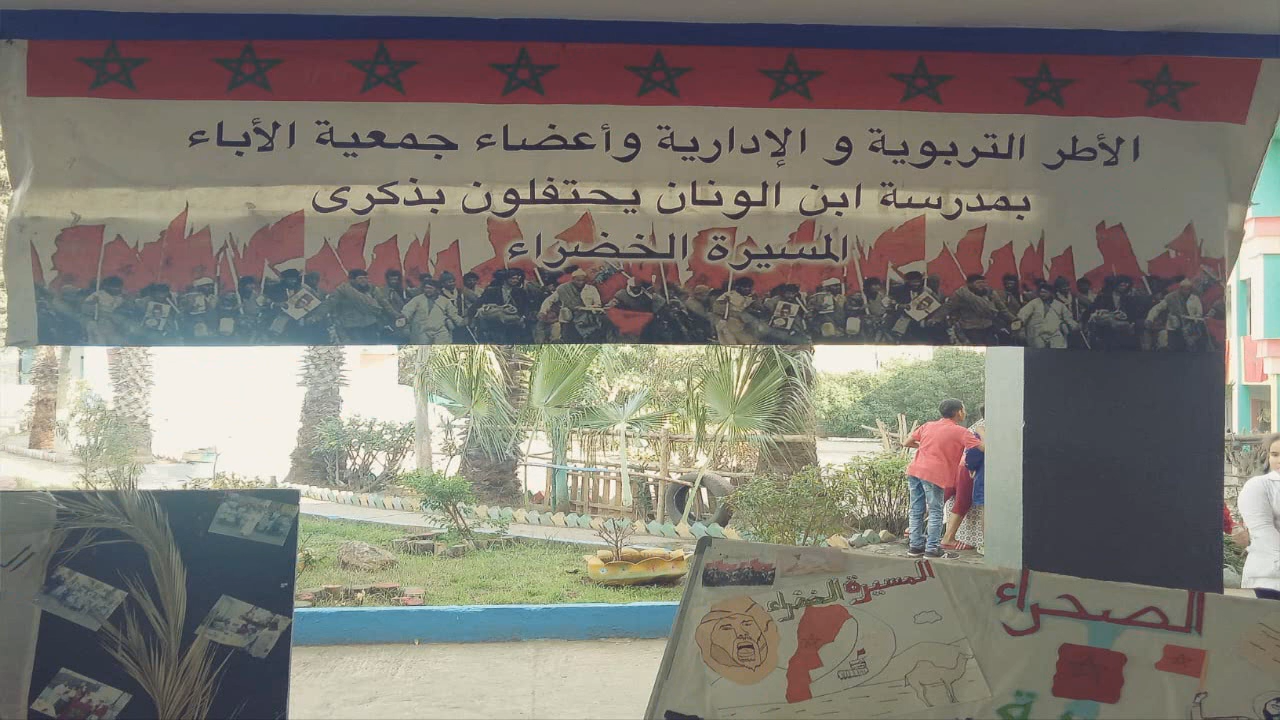 الأطر التربوية و الإدارية وأعضاء جمعية الأباء
بمدرسة ابن الونان يحتفلون بذكرى
المسيرة الخضراء
المسيرة الخضراء
الصحراء